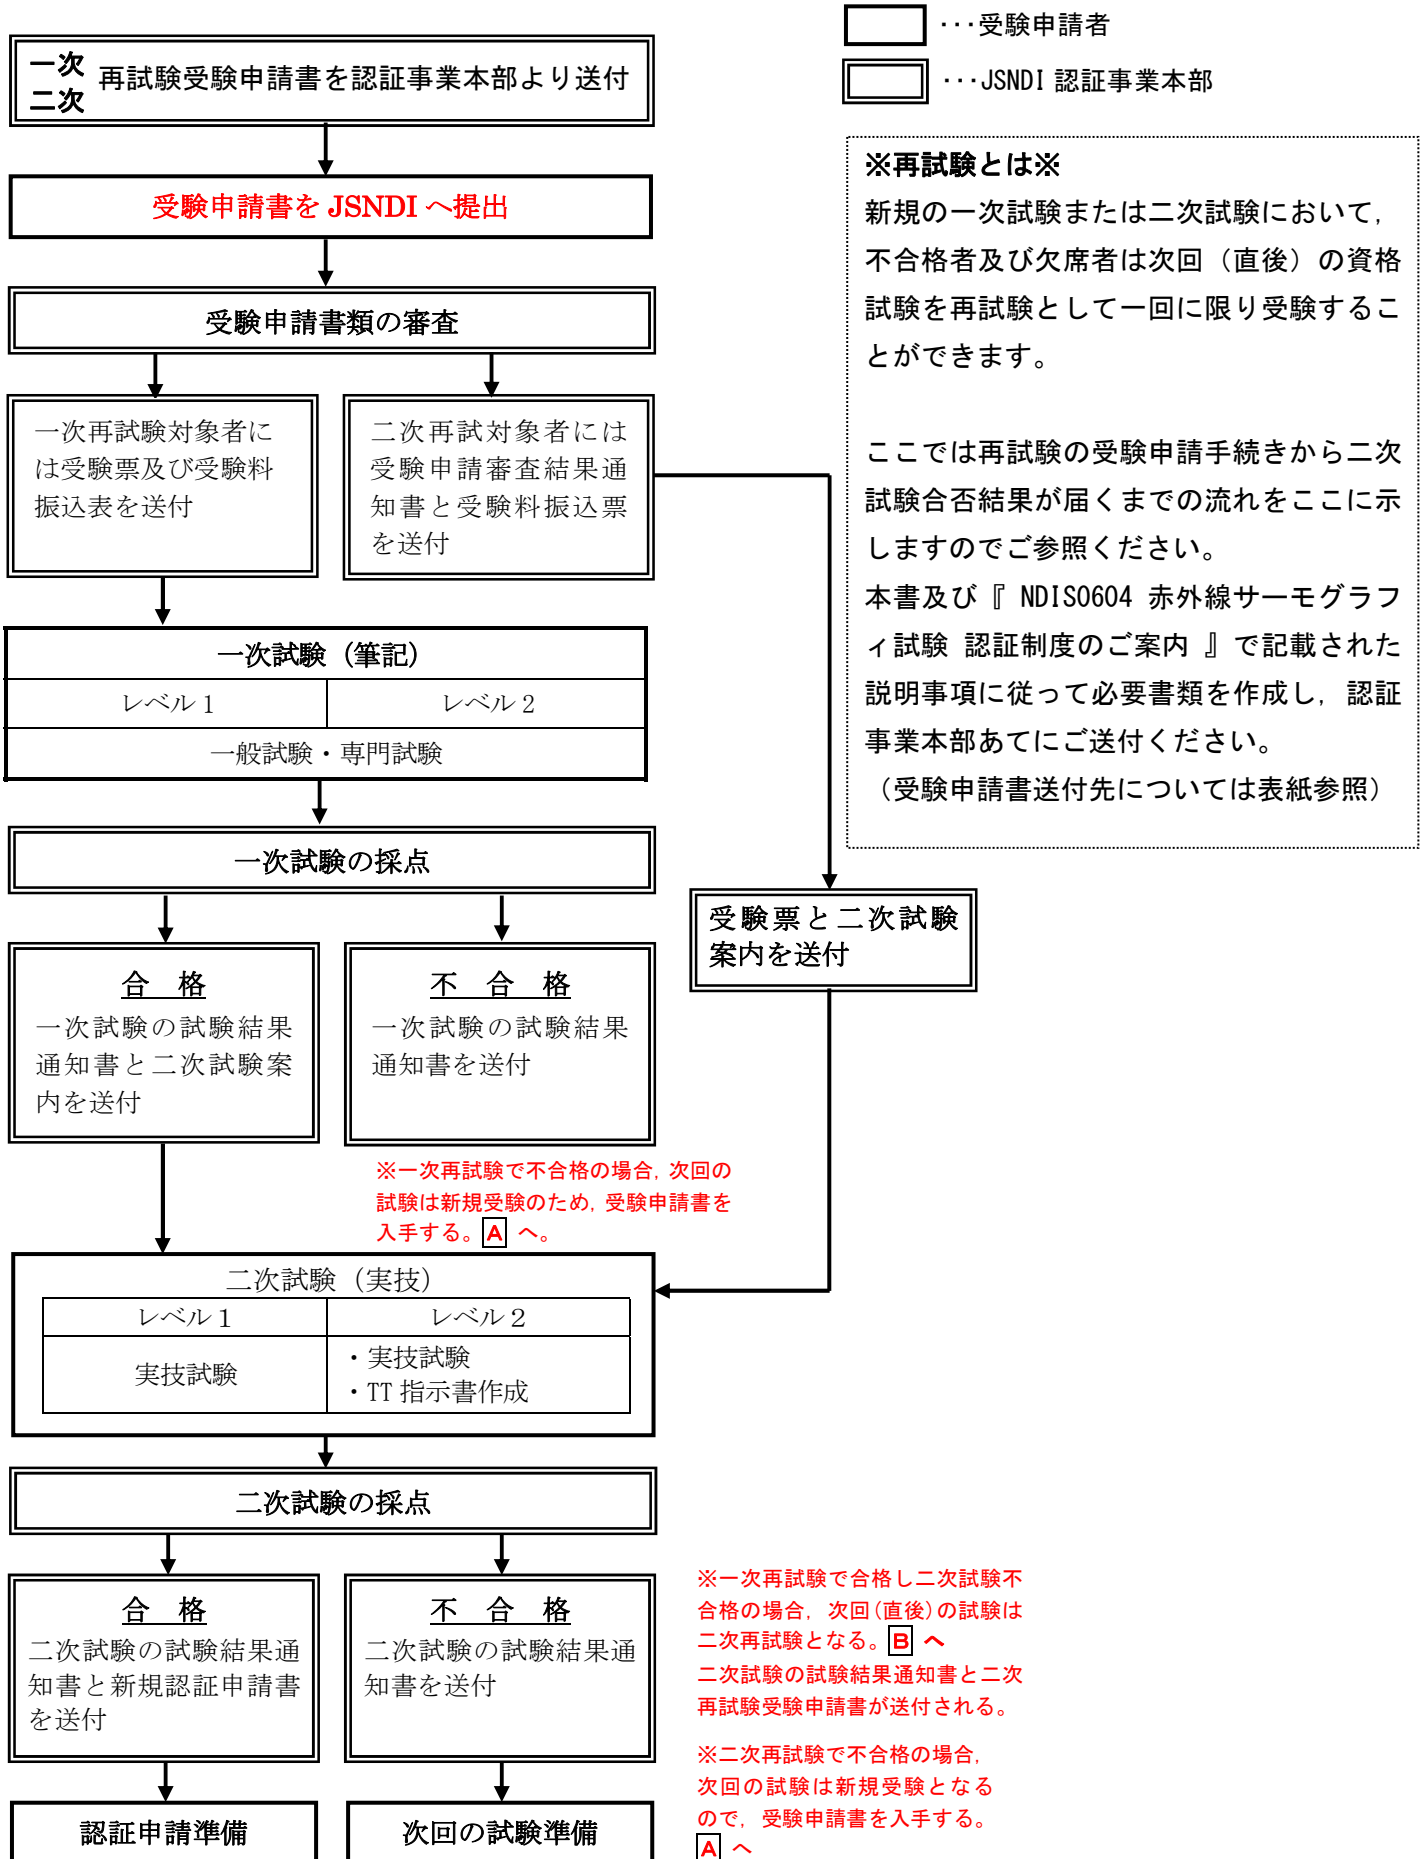 ･･･受験申請者
･･･JSNDI 認証事業本部
一次
二次
再試験受験申請書を認証事業本部より送付
受験申請書を JSNDI へ提出
受験申請書類の審査
一次再試験対象者に
は受験票及び受験料
振込表を送付
二次再試対象者には
受験申請審査結果通
知書と受験料振込票
を送付
※再試験とは※
新規の一次試験または二次試験において,
不合格者及び欠席者は次回（直後）の資格
試験を再試験として一回に限り受験するこ
とができます。
ここでは再試験の受験申請手続きから二次
試験合否結果が届くまでの流れをここに示
しますのでご参照ください。
本書及び『 NDIS0604 赤外線サーモグラフ
ィ試験 認証制度のご案内 』で記載された
説明事項に従って必要書類を作成し, 認証
事業本部あてにご送付ください。
（受験申請書送付先については表紙参照）
一次試験（筆記）
レベル 1
レベル 2
一般試験・専門試験
一次試験の採点
受験票と二次試験
案内を送付
合 格
一次試験の試験結果
通知書と二次試験案
内を送付
不 合 格
一次試験の試験結果
通知書を送付
※一次再試験で不合格の場合, 次回の
試験は新規受験のため, 受験申請書を
入手する。A へ。
二次試験（実技）
レベル 1
レベル 2
実技試験
・実技試験
・TT 指示書作成
二次試験の採点
合 格
二次試験の試験結果通
知書と新規認証申請書
を送付
不 合 格
二次試験の試験結果通
知書を送付
※一次再試験で合格し二次試験不
合格の場合, 次回(直後)の試験は
二次再試験となる。B へ
二次試験の試験結果通知書と二次
再試験受験申請書が送付される。
※二次再試験で不合格の場合,
次回の試験は新規受験となる
ので, 受験申請書を入手する。
A へ
認証申請準備
次回の試験準備